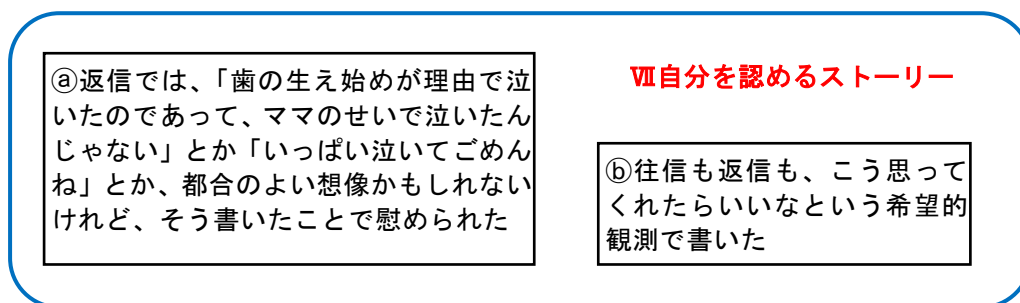 ⓐ返信では、「歯の生え始めが理由で泣
いたのであって、ママのせいで泣いたん
じゃない」とか「いっぱい泣いてごめん
ね」とか、都合のよい想像かもしれない
けれど、そう書いたことで慰められた
Ⅶ自分を認めるストーリー
ⓑ往信も返信も、こう思って
くれたらいいなという希望的
観測で書いた